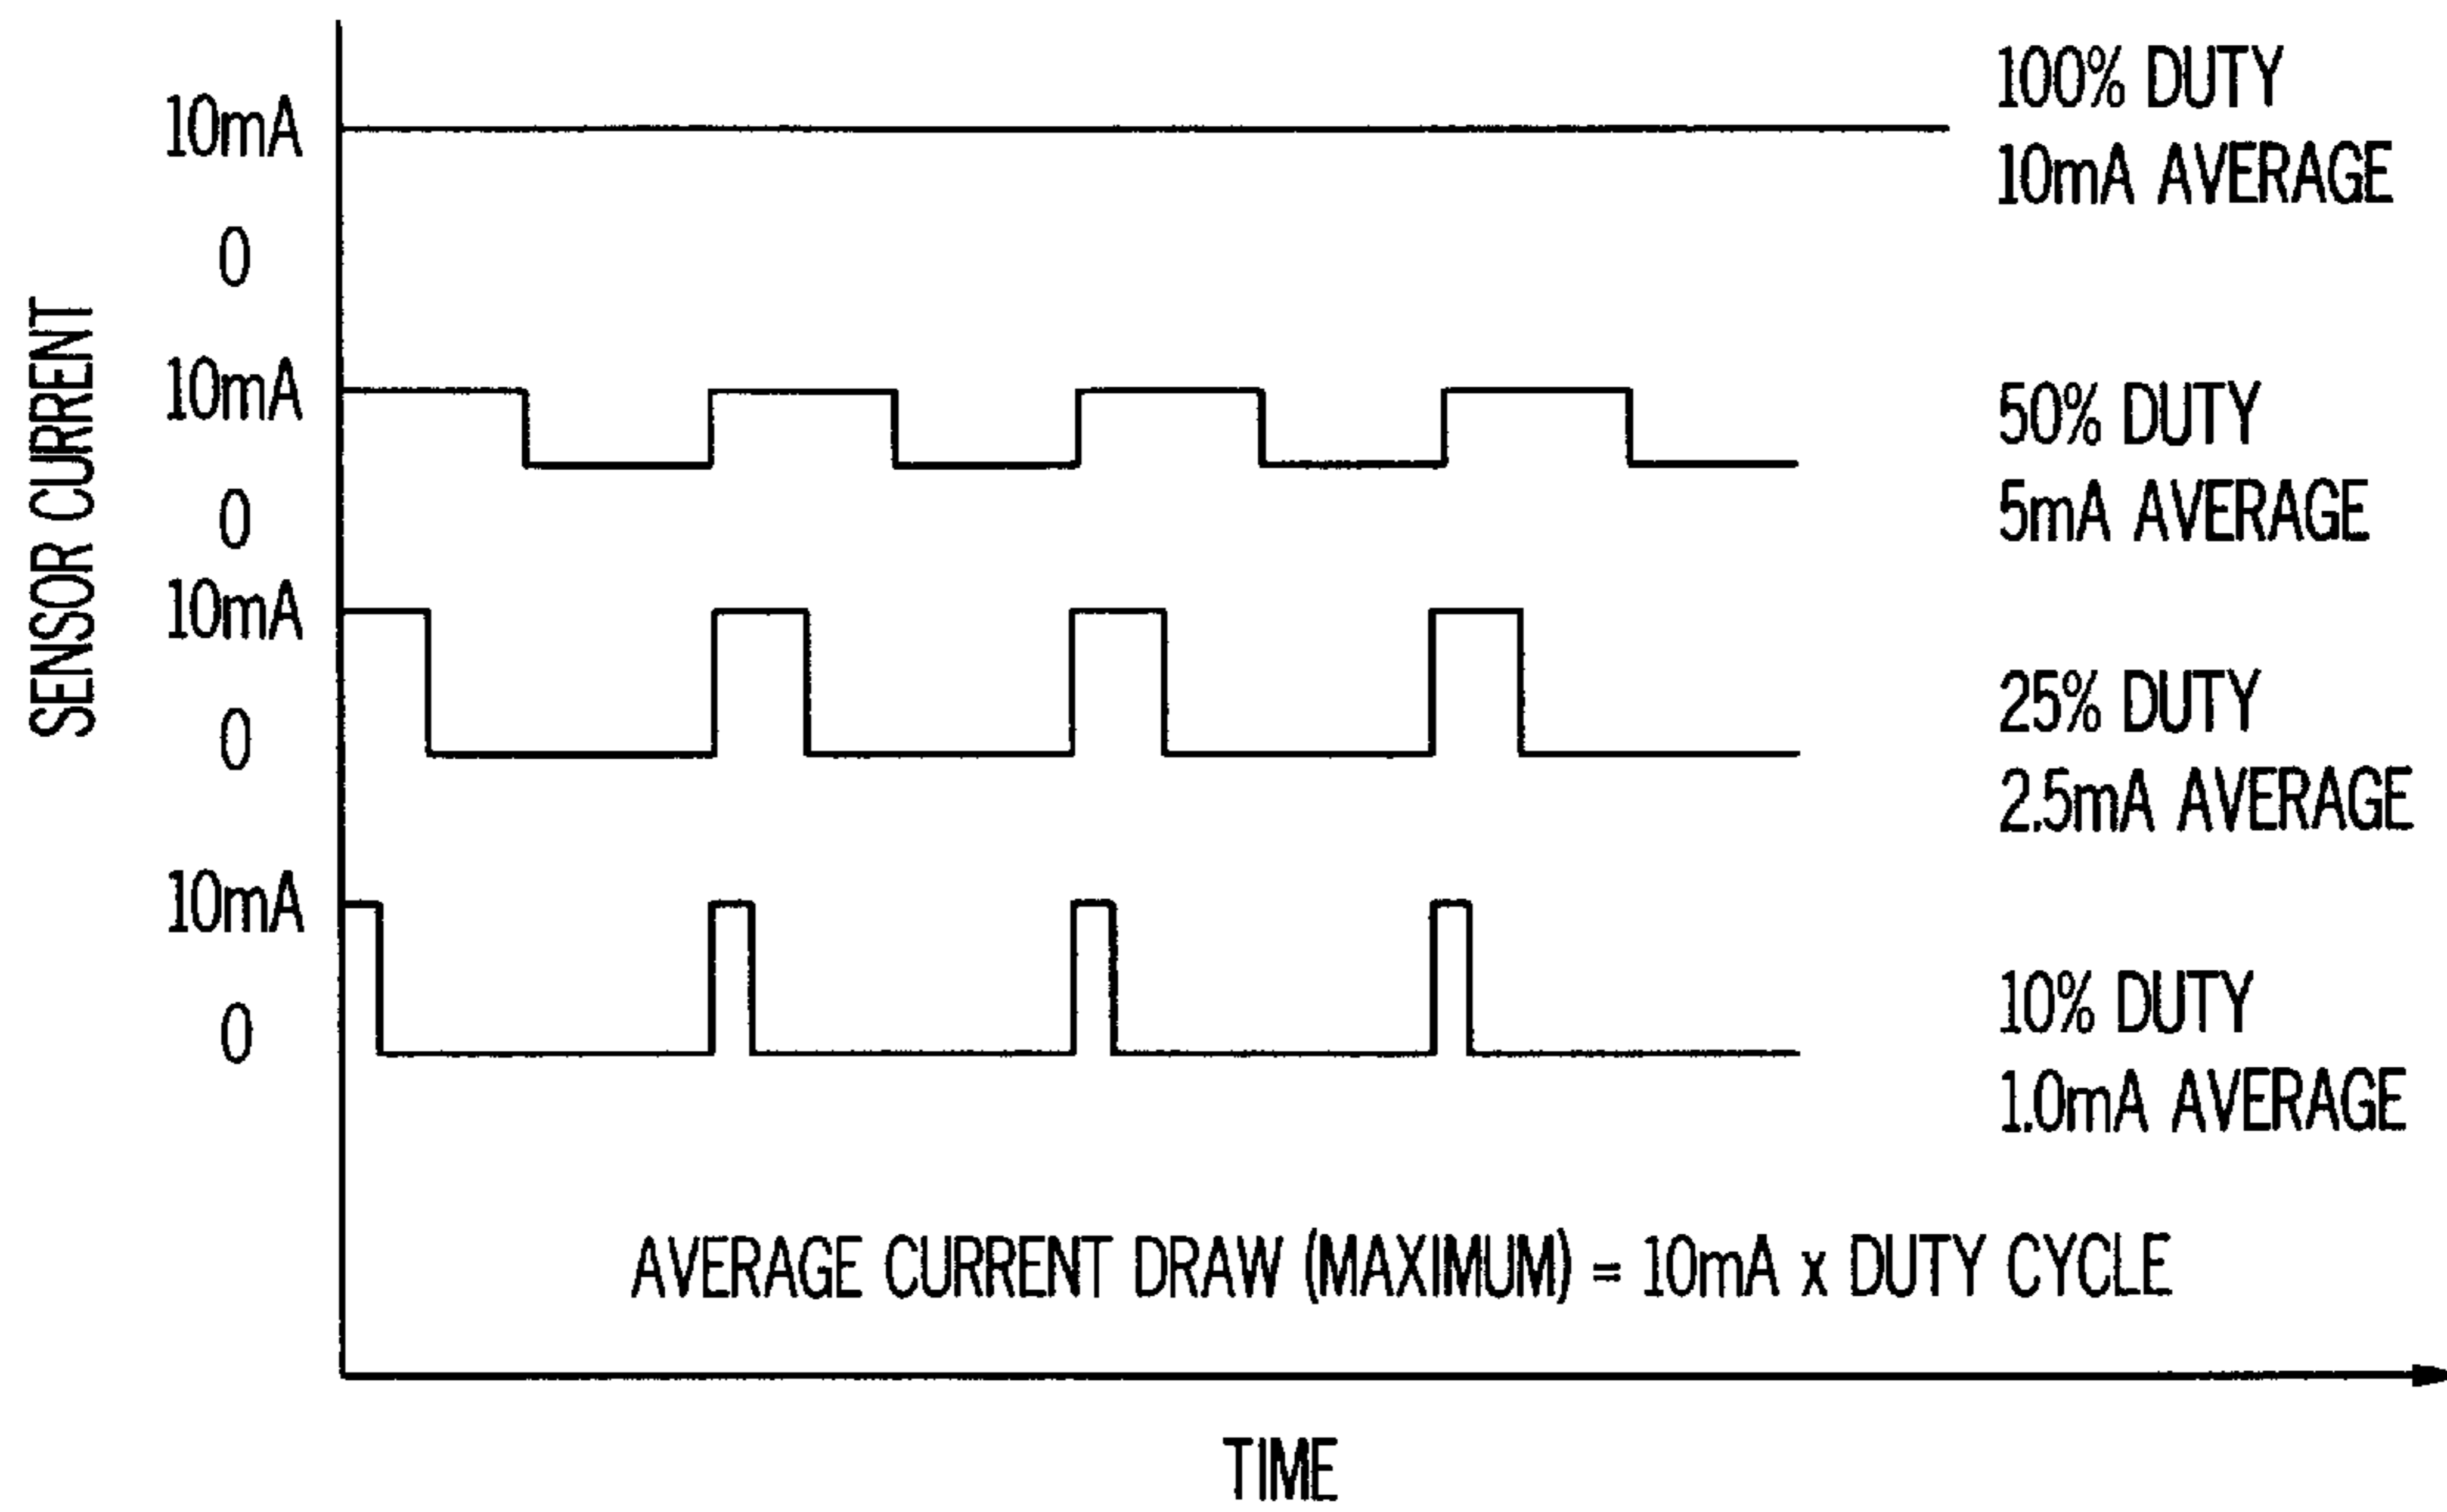 SENSOR CURRENT
10mA
0
100% DUTY
10mA AVERAGE
10mA
0
50% DUTY
5mA AVERAGE
10mA
0
25% DUTY
2.5mA AVERAGE
10mA
0
10% DUTY
1.0mA AVERAGE
AVERAGE CURRENT DRAW (MAXIMUM) = 10mA x DUTY CYCLE
TIME